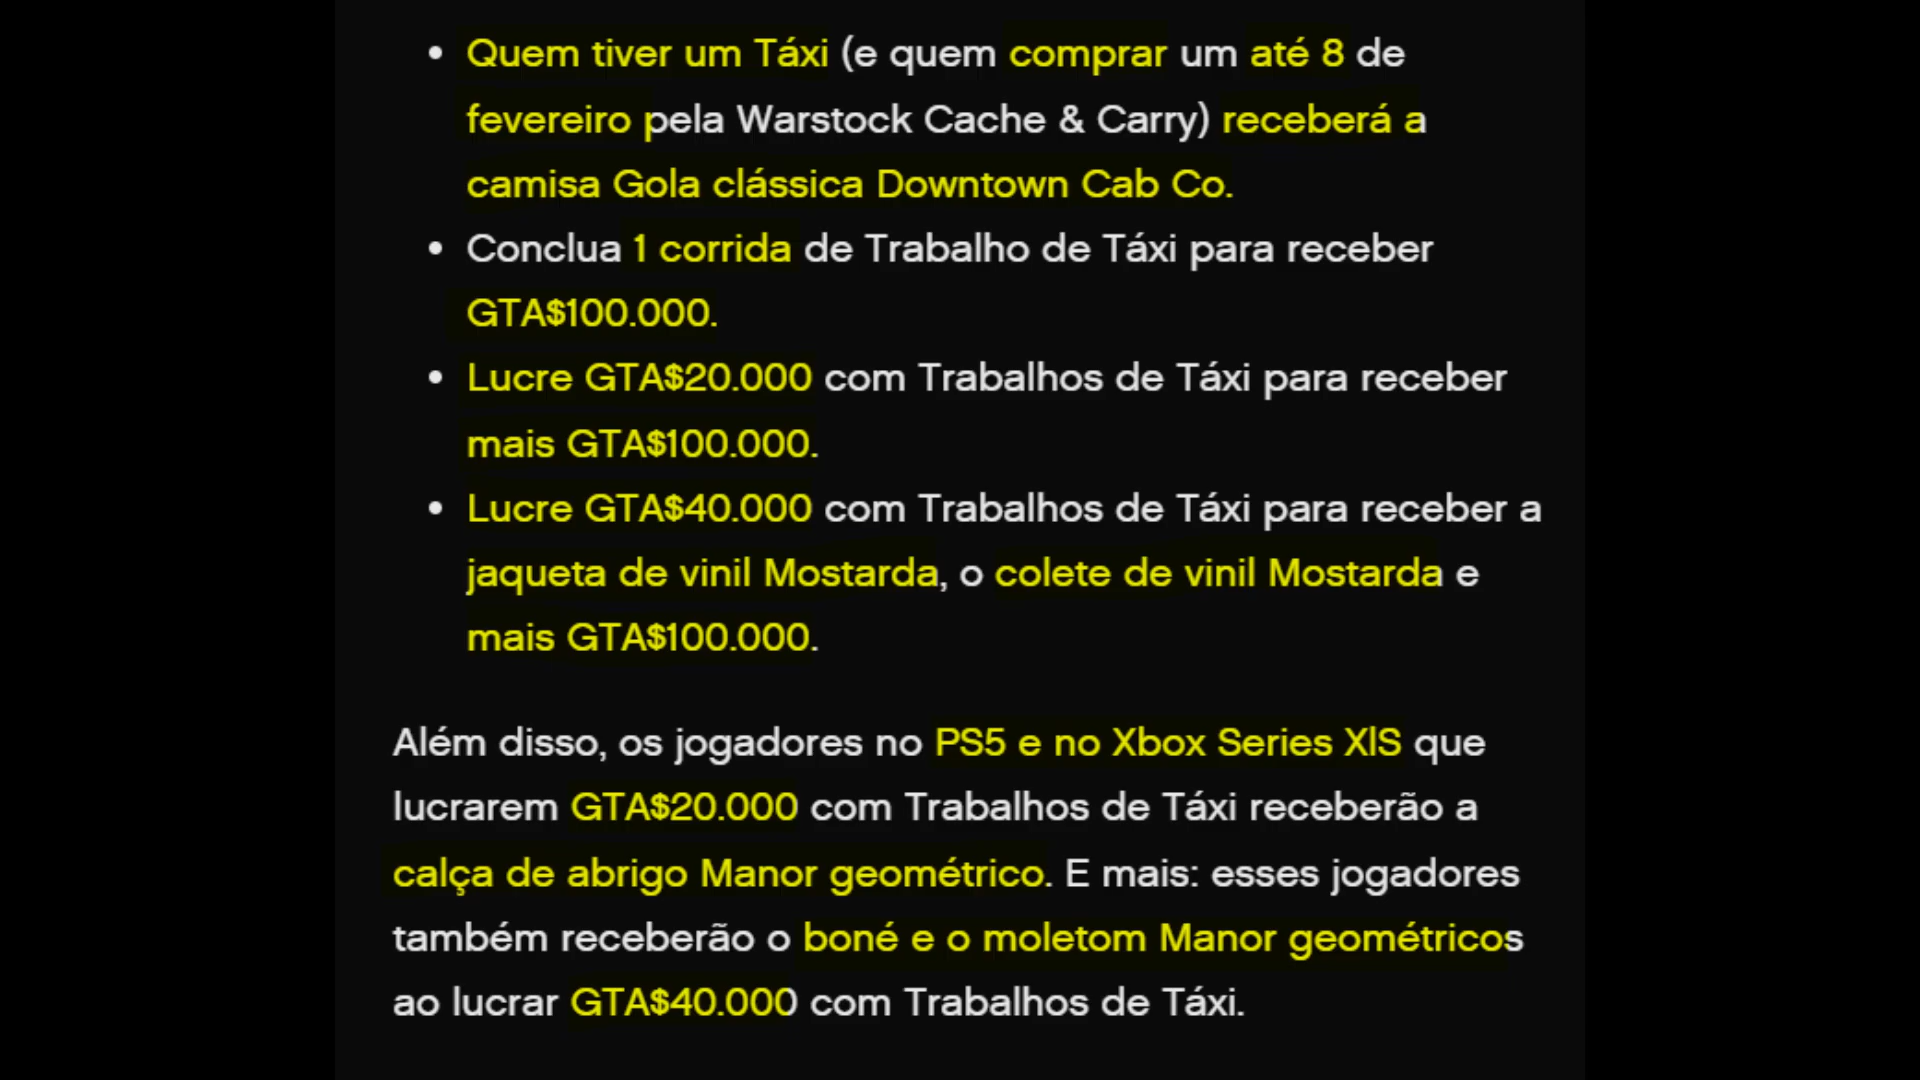 • Quem tiver um Táxi (e quem comprar um até 8 de
fevereiro pela Warstock Cache & Carry) receberá a
camisa Gola clássica Downtown Cab Co.
• Conclua 1 corrida de Trabalho de Táxi para receber
GTA$100.000.
• Lucre GTA$20.000 com Trabalhos de Táxi para receber
mais GTA$100.000.
• Lucre GTA$40.000 com Trabalhos de Táxi para receber a
jaqueta de vinil Mostarda, o colete de vinil Mostarda e
mais GTA$100.000.
Além disso, os jogadores no PS5 e no Xbox Series X|S que
lucrarem GTA$20.000 com Trabalhos de Táxi receberão a
calça de abrigo Manor geométrico. E mais: esses jogadores
também receberão o boné e o moletom Manor geométricos
ao lucrar GTA$40.000 com Trabalhos de Táxi.